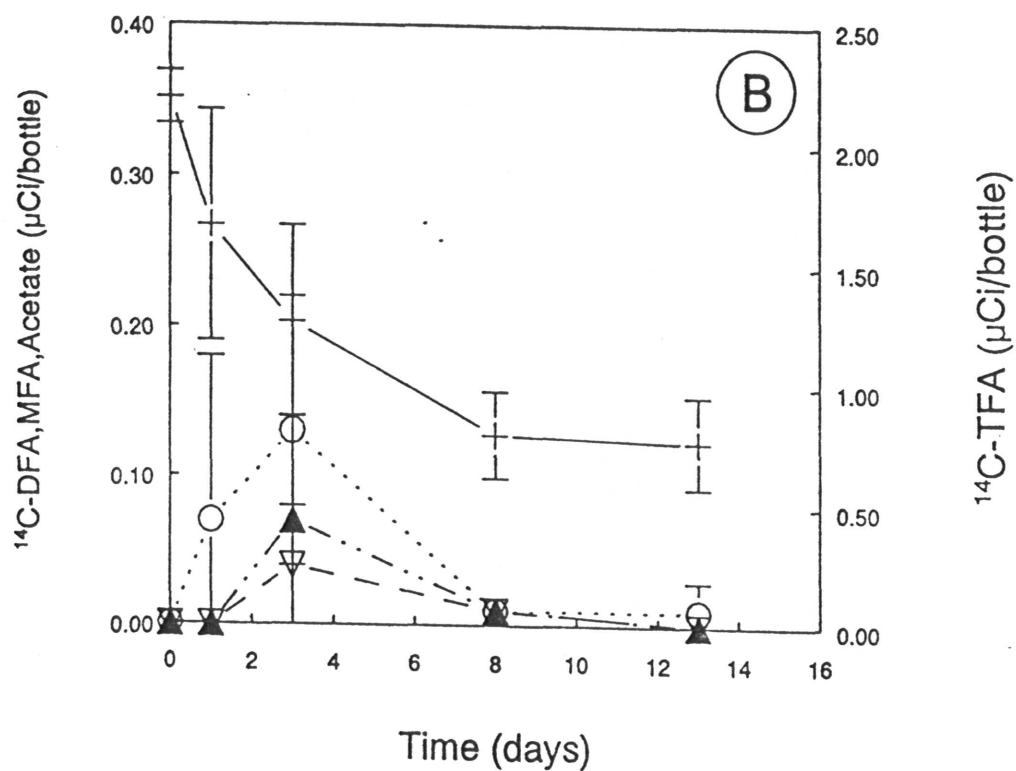 B
¹⁴C-DFA,MFA,Acetate (µCi/bottle)
0.40
0.30
0.20
0.10
0.00
2.50
2.00
1.50
1.00
0.50
0.00
¹⁴C-TFA (µCi/bottle)
0 2 4 6 8 10 12 14 16
Time (days)